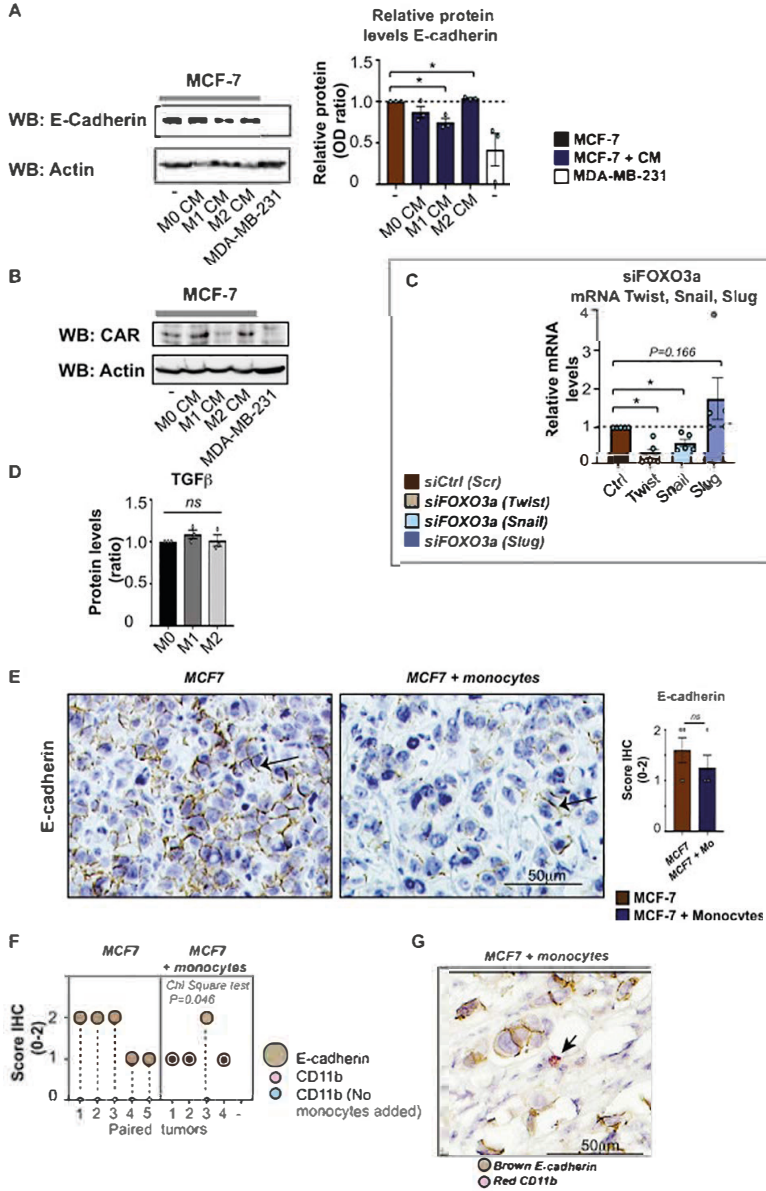 A
MCF-7
WB: E-Cadherin
WB: Actin
-
M0 CM
M1 CM
M2 CM
MDA-MB-231
Relative protein
levels E-cadherin
Relative protein
(OD ratio)
1.5
1.0
0.5
0
*
*
-
M0 CM
M1 CM
M2 CM
-
MCF-7
MCF-7 + CM
MDA-MB-231
B
MCF-7
WB: CAR
WB: Actin
-
M0 CM
M1 CM
M2 CM
MDA-MB-231
C
siFOXO3a
mRNA Twist, Snail, Slug
Relative mRNA
levels
4
3
2
1
0
P=0.166
*
*
Ctrl
Twist
Snail
Slug
siCtrl (Scr)
siFOXO3a (Twist)
siFOXO3a (Snail)
siFOXO3a (Slug)
D
TGFβ
ns
Protein levels
(ratio)
1.5
1.0
0.5
0
M0
M1
M2
E
MCF7
MCF7 + monocytes
E-cadherin
50µm
E-cadherin
ns
Score IHC
(0-2)
2
1
0
MCF7
MCF7 + Mo
MCF-7
MCF-7 + Monocytes
F
MCF7
MCF7
+ monocytes
Chi Square test
P=0.046
Score IHC
(0-2)
2
1
0
1 2 3 4 5
1 2 3 4 -
Paired tumors
E-cadherin
CD11b
CD11b (No
monocytes added)
G
MCF7 + monocytes
50µm
Brown E-cadherin
Red CD11b